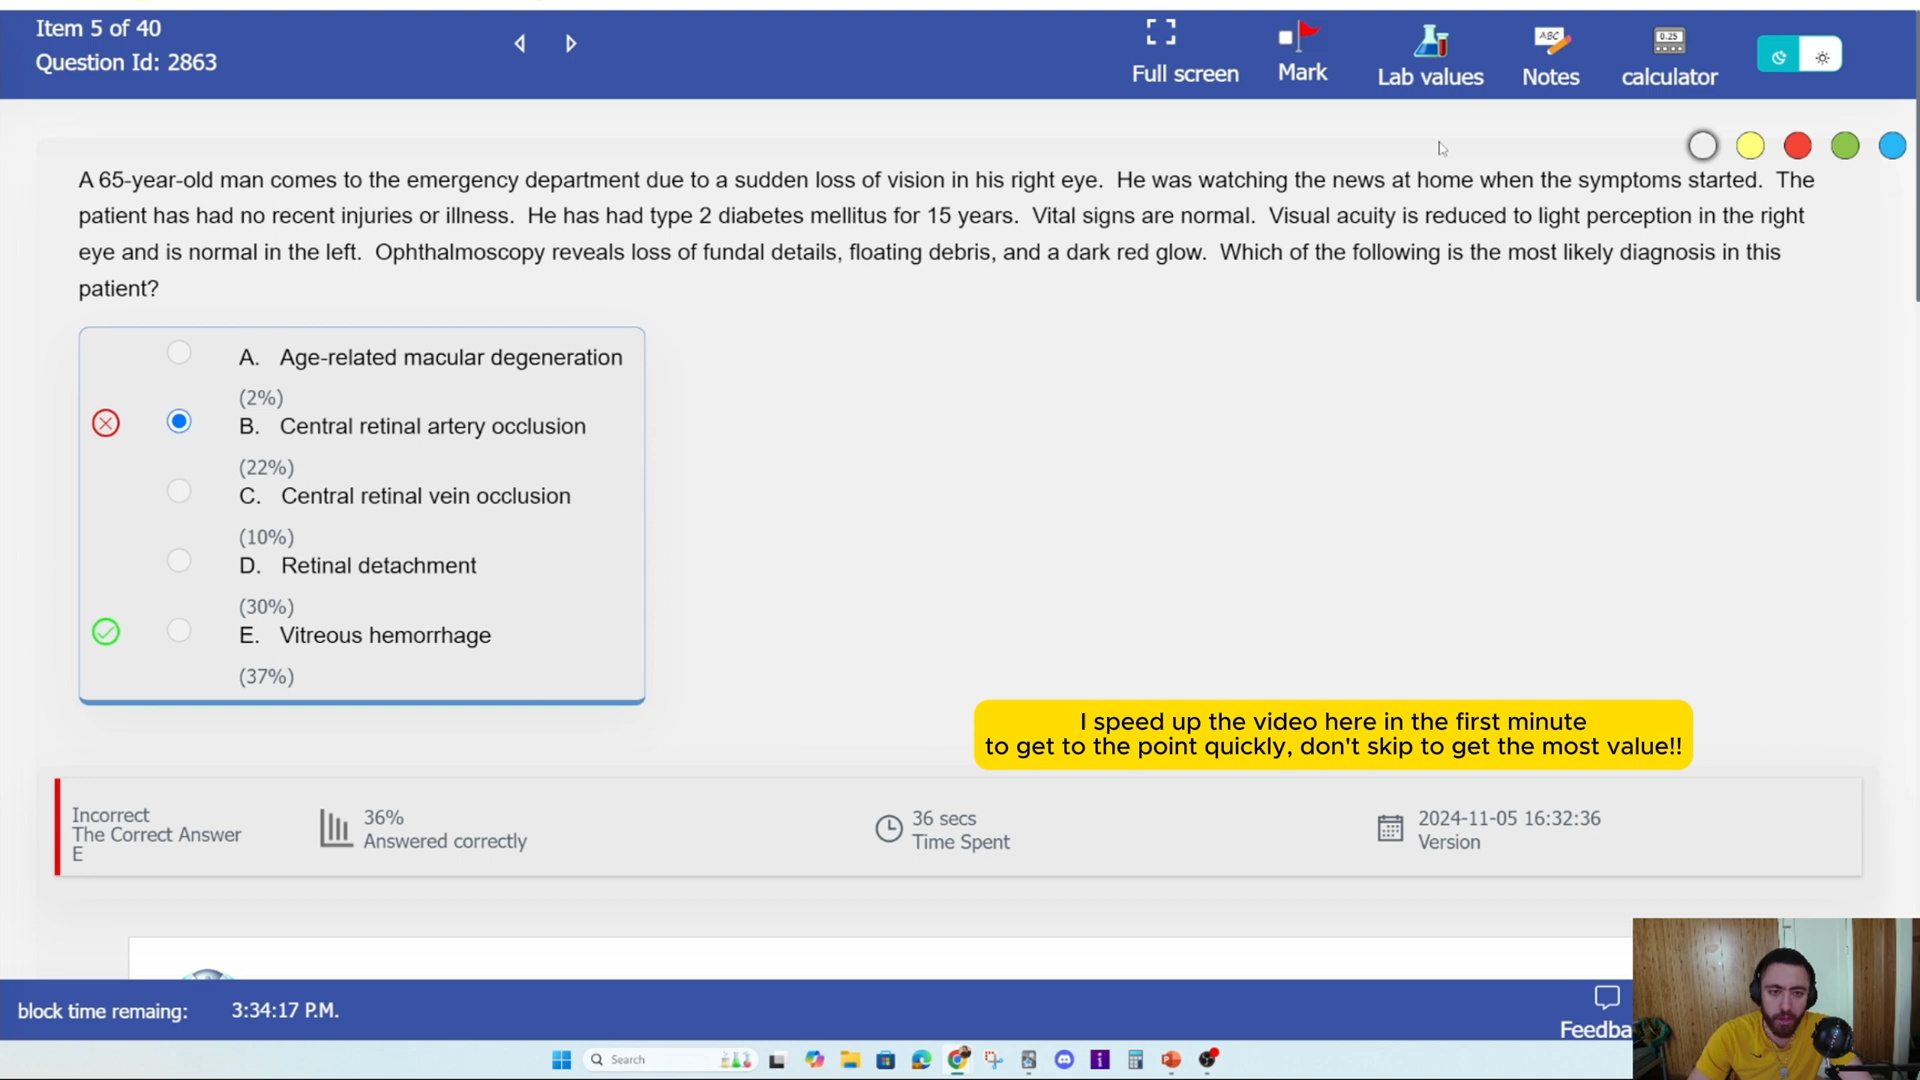 Item 5 of 40
Question Id: 2863
Full screen
Mark
Lab values
ABC
Notes
0.25
calculator
A 65-year-old man comes to the emergency department due to a sudden loss of vision in his right eye. He was watching the news at home when the symptoms started. The
patient has had no recent injuries or illness. He has had type 2 diabetes mellitus for 15 years. Vital signs are normal. Visual acuity is reduced to light perception in the right
eye and is normal in the left. Ophthalmoscopy reveals loss of fundal details, floating debris, and a dark red glow. Which of the following is the most likely diagnosis in this
patient?
A. Age-related macular degeneration
(2%)
B. Central retinal artery occlusion
(22%)
C. Central retinal vein occlusion
(10%)
D. Retinal detachment
(30%)
E. Vitreous hemorrhage
(37%)
I speed up the video here in the first minute
to get to the point quickly, don't skip to get the most value!!
Incorrect
The Correct Answer
E
36%
Answered correctly
36 secs
Time Spent
2024-11-05 16:32:36
Version
block time remaing: 3:34:17 P.M.
Feedba
Search